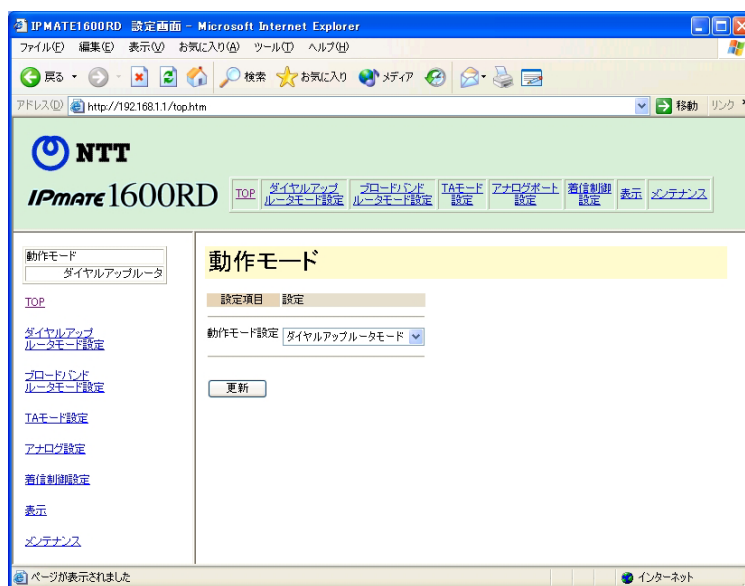 IPMATE1600RD 設定画面 - Microsoft Internet Explorer
ファイル(F) 編集(E) 表示(V) お気に入り(A) ツール(T) ヘルプ(H)
戻る 検索 お気に入り メディア
アドレス(D) http://192.168.1.1/top.htm 移動 リンク
NTT
IPmate1600RD
TOP
ダイヤルアップ
ルータモード設定
ブロードバンド
ルータモード設定
TAモード
設定
アナログポート
設定
着信制御
設定
表示
メンテナンス
動作モード
ダイヤルアップルータ
TOP
ダイヤルアップ
ルータモード設定
ブロードバンド
ルータモード設定
TAモード設定
アナログ設定
着信制御設定
表示
メンテナンス
動作モード
設定項目 設定
動作モード設定 ダイヤルアップルータモード
更新
ページが表示されました インターネット